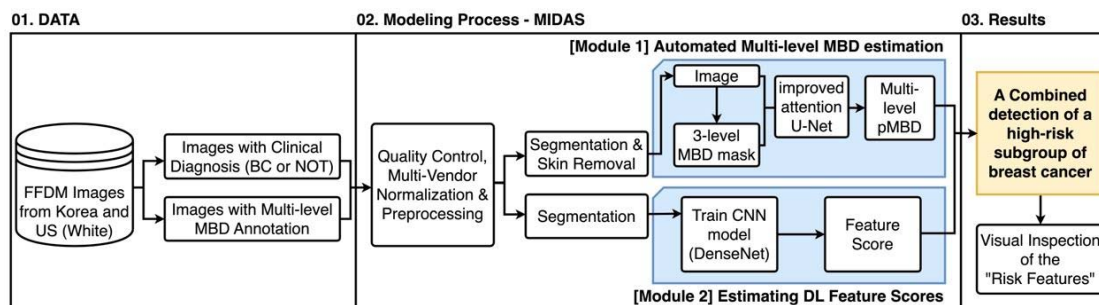 01. DATA
02. Modeling Process - MIDAS
03. Results
[Module 1] Automated Multi-level MBD estimation
FFDM Images
from Korea and
US (White)
Images with Clinical
Diagnosis (BC or NOT)
Images with Multi-level
MBD Annotation
Quality Control,
Multi-Vendor
Normalization &
Preprocessing
Segmentation &
Skin Removal
Segmentation
Image
3-level
MBD mask
improved
attention
U-Net
Multi-
level
pMBD
Train CNN
model
(DenseNet)
Feature
Score
[Module 2] Estimating DL Feature Scores
A Combined
detection of a
high-risk
subgroup of
breast cancer
Visual Inspection
of the
"Risk Features"